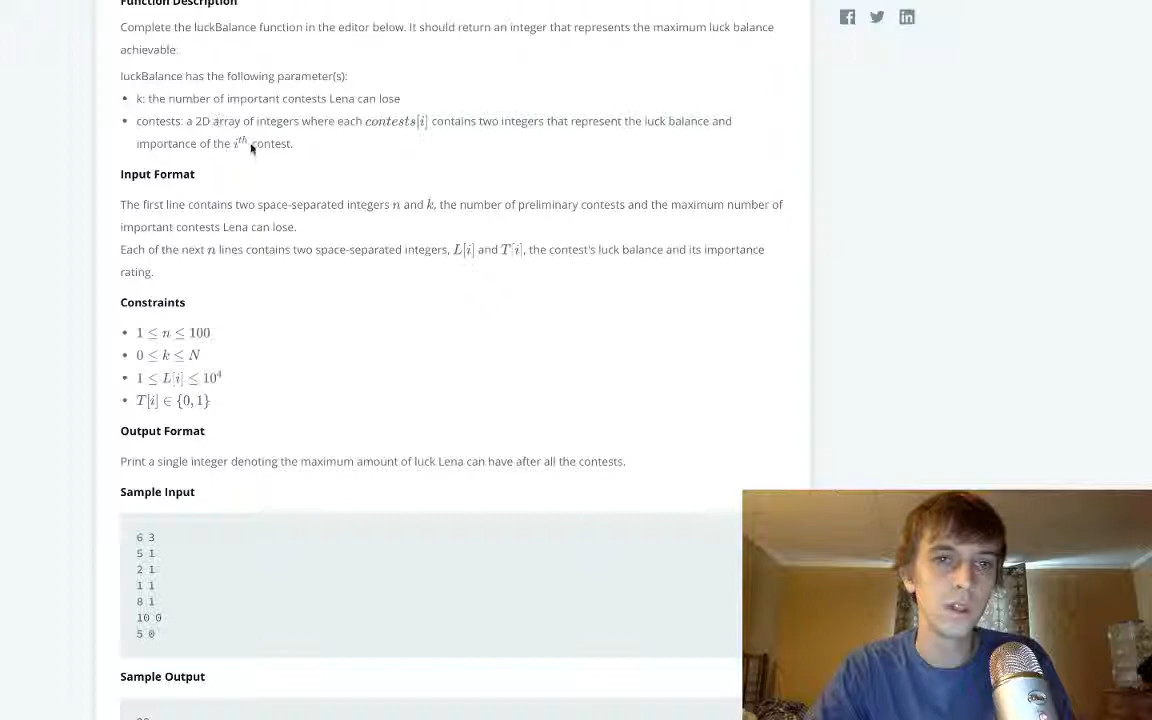 Function Description
Complete the luckBalance function in the editor below. It should return an integer that represents the maximum luck balance
achievable.
luckBalance has the following parameter(s):
• k: the number of important contests Lena can lose
• contests: a 2D array of integers where each contests[i] contains two integers that represent the luck balance and
importance of the i^th contest.
Input Format
The first line contains two space-separated integers n and k, the number of preliminary contests and the maximum number of
important contests Lena can lose.
Each of the next n lines contains two space-separated integers, L[i] and T[i], the contest's luck balance and its importance
rating.
Constraints
• 1 ≤ n ≤ 100
• 0 ≤ k ≤ N
• 1 ≤ L[i] ≤ 10^4
• T[i] ∈ {0, 1}
Output Format
Print a single integer denoting the maximum amount of luck Lena can have after all the contests.
Sample Input
6 3
5 1
2 1
1 1
8 1
10 0
5 0
Sample Output